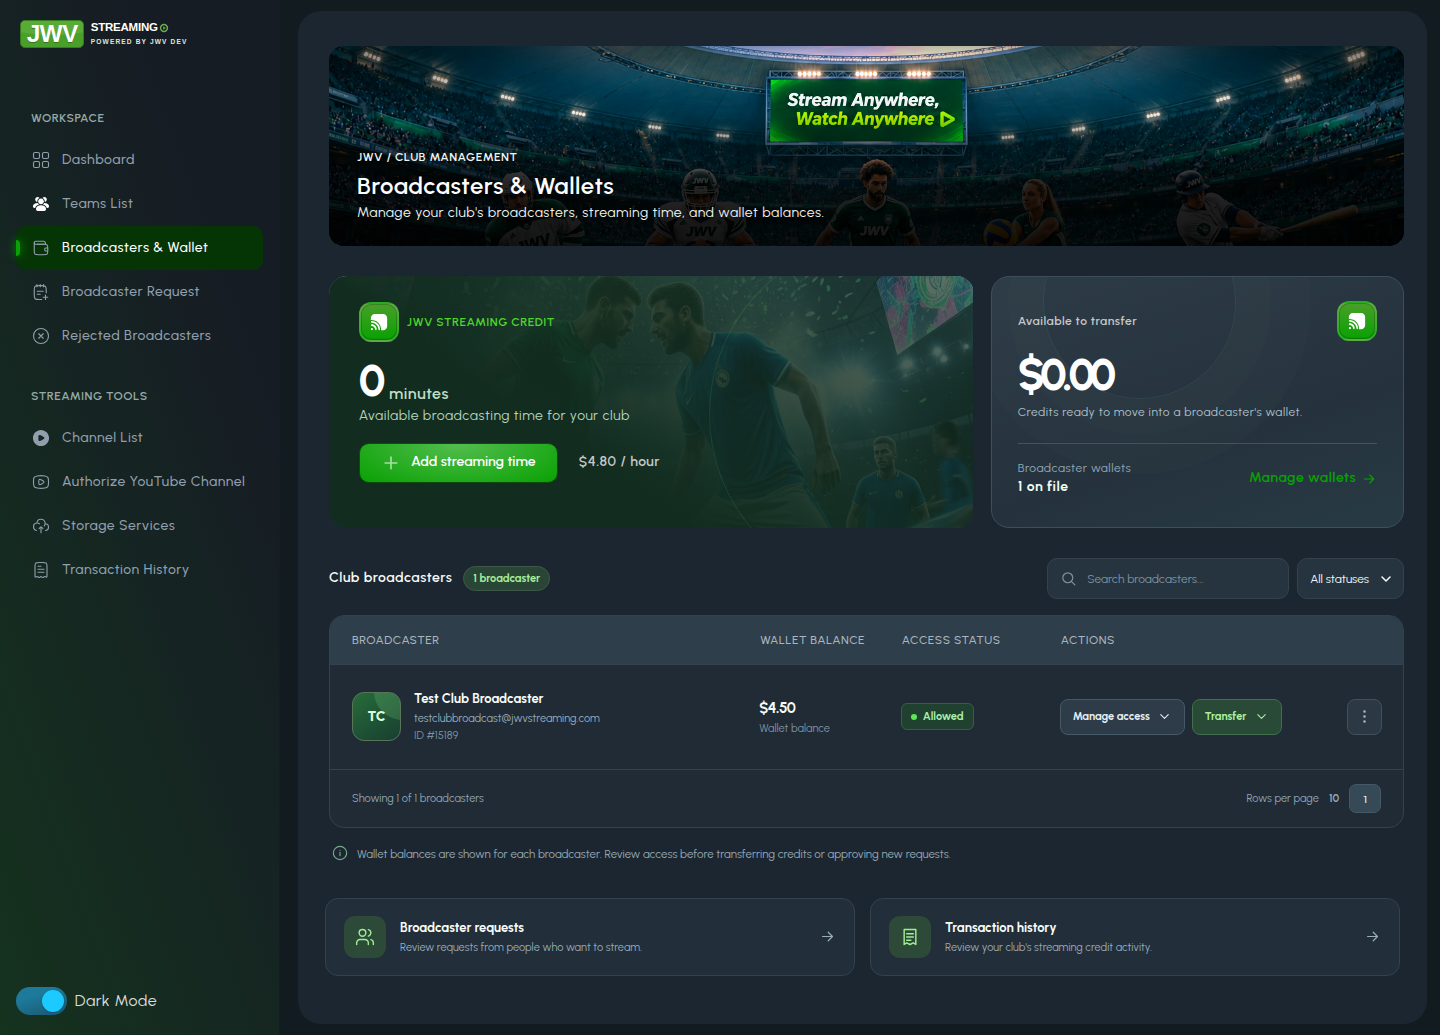 JWV STREAMING
POWERED BY JWV DEV
WORKSPACE
Dashboard
Teams List
Broadcasters & Wallet
Broadcaster Request
Rejected Broadcasters
STREAMING TOOLS
Channel List
Authorize YouTube Channel
Storage Services
Transaction History
Dark Mode
Stream Anywhere,
Watch Anywhere
JWV / CLUB MANAGEMENT
Broadcasters & Wallets
Manage your club's broadcasters, streaming time, and wallet balances.
JWV STREAMING CREDIT
0 minutes
Available broadcasting time for your club
Add streaming time
$4.80 / hour
Available to transfer
$0.00
Credits ready to move into a broadcaster's wallet.
Broadcaster wallets
1 on file
Manage wallets
Club broadcasters
1 broadcaster
Search broadcasters...
All statuses
BROADCASTER WALLET BALANCE ACCESS STATUS ACTIONS
TC
Test Club Broadcaster
testclubbroadcast@jwvstreaming.com
ID #15189
$4.50
Wallet balance
Allowed
Manage access
Transfer
Showing 1 of 1 broadcasters
Rows per page 10 1
Wallet balances are shown for each broadcaster. Review access before transferring credits or approving new requests.
Broadcaster requests
Review requests from people who want to stream.
Transaction history
Review your club's streaming credit activity.